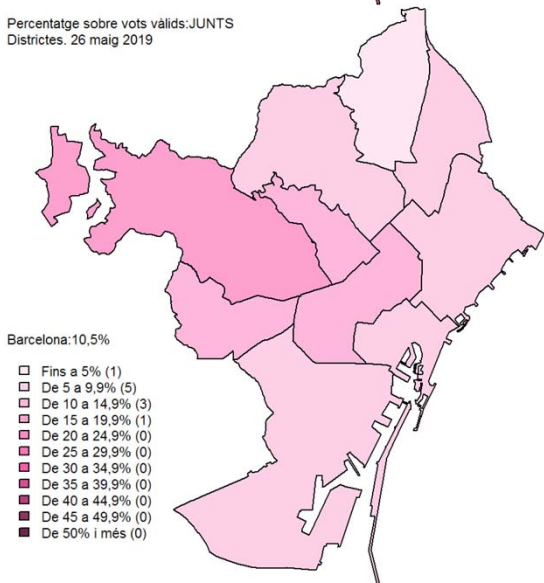 Percentatge sobre vots vàlids:JUNTS
Districtes. 26 maig 2019
Barcelona:10,5%
Fins a 5% (1)
De 5 a 9,9% (5)
De 10 a 14,9% (3)
De 15 a 19,9% (1)
De 20 a 24,9% (0)
De 25 a 29,9% (0)
De 30 a 34,9% (0)
De 35 a 39,9% (0)
De 40 a 44,9% (0)
De 45 a 49,9% (0)
De 50% i més (0)